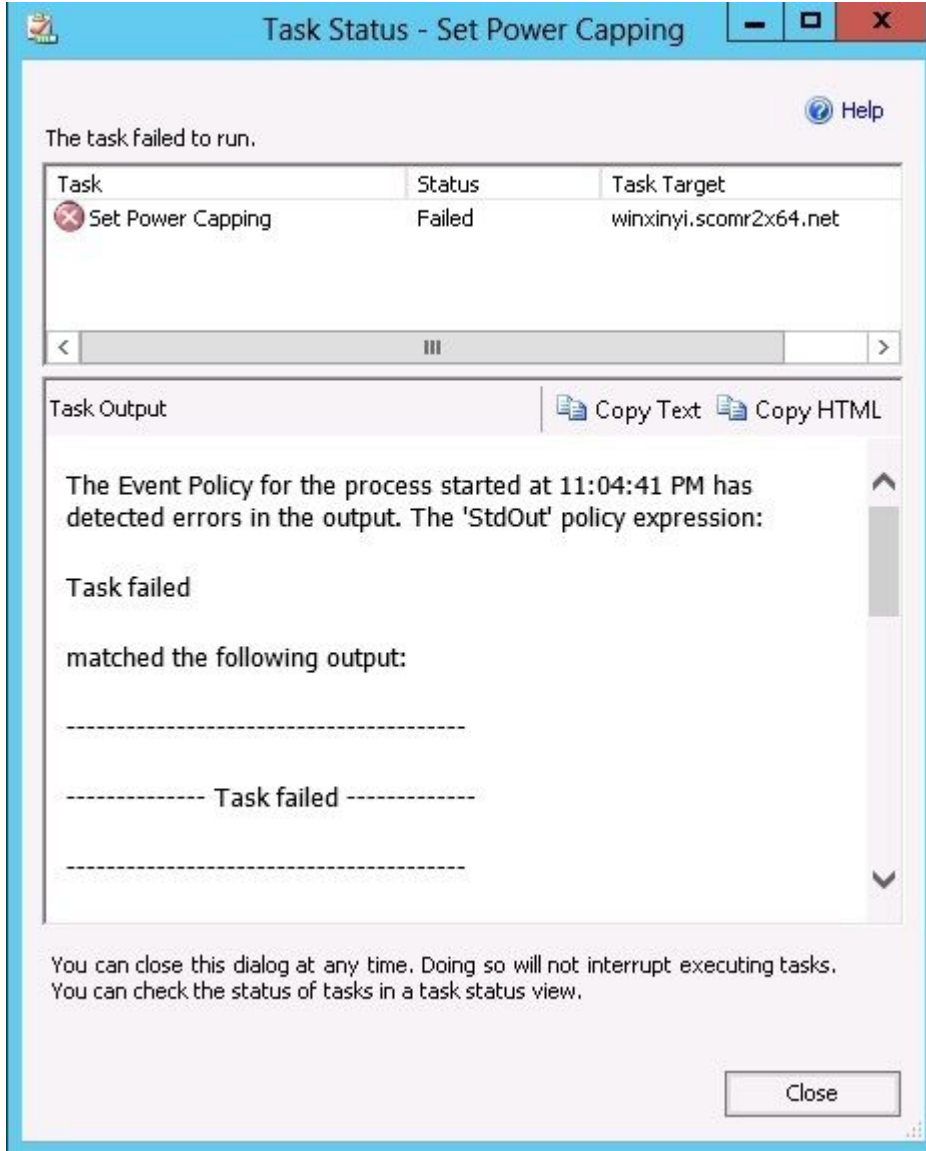 Task Status - Set Power Capping
Help
The task failed to run.
Task Status Task Target
Set Power Capping Failed winxinyi.scomr2x64.net
Task Output Copy Text Copy HTML
The Event Policy for the process started at 11:04:41 PM has
detected errors in the output. The 'StdOut' policy expression:
Task failed
matched the following output:
----------------------------------------
-------------- Task failed -------------
----------------------------------------
You can close this dialog at any time. Doing so will not interrupt executing tasks.
You can check the status of tasks in a task status view.
Close